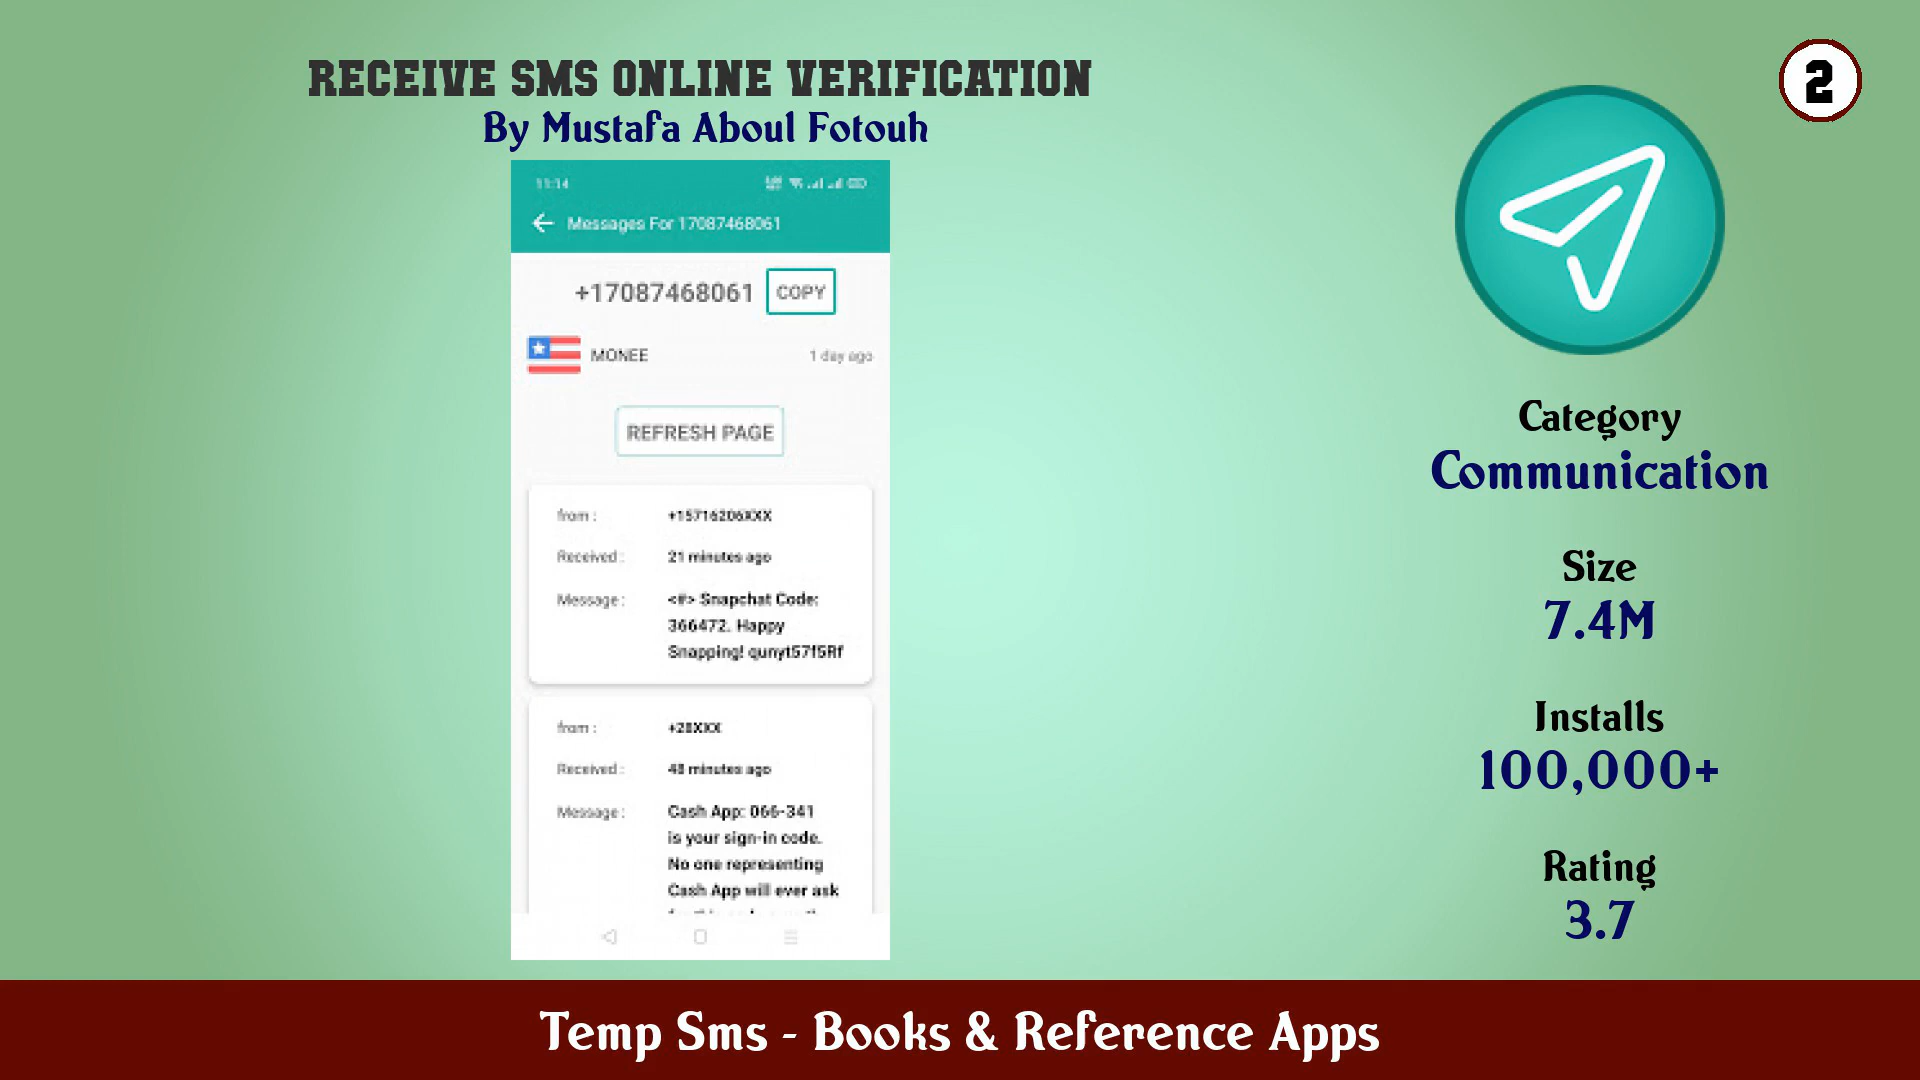 RECEIVE SMS ONLINE VERIFICATION
2
By Mustafa Aboul Fotouh
11:14
Messages For 17087468061
+17087468061 COPY
MONEE 1 day ago
REFRESH PAGE
from : +15716206XXX
Received : 21 minutes ago
Message : <#> Snapchat Code:
366472. Happy
Snapping! qunyt57f5Rf
from : +28XXX
Received : 48 minutes ago
Message : Cash App: 066-341
is your sign-in code.
No one representing
Cash App will ever ask
Category
Communication
Size
7.4M
Installs
100,000+
Rating
3.7
Temp Sms - Books & Reference Apps